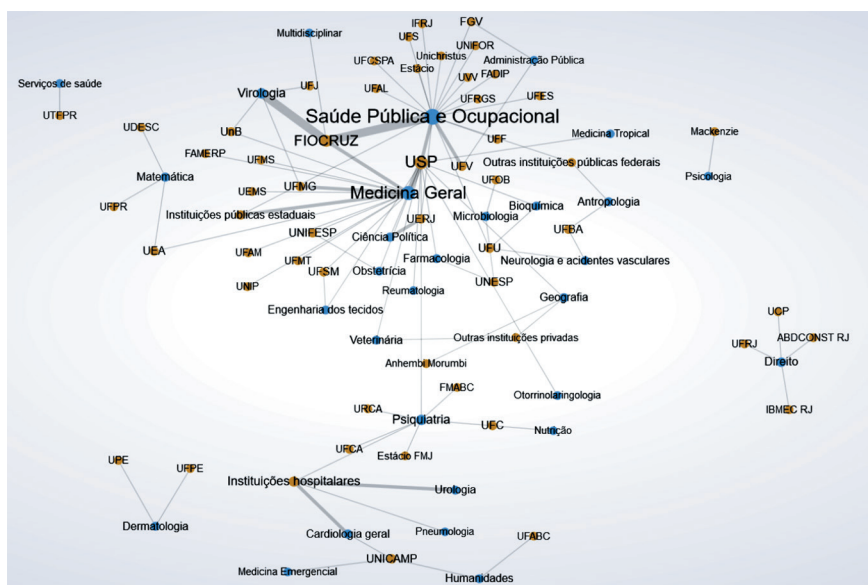 IFRJ
FGV
UFS
Multidisciplinar
Unichristus
UNIFOR
UFCSPA
Estácio
Administração Pública
UVV
FADIP
Serviços de saúde
UFJ
UFAL
UFRGS
UFES
Virologia
Saúde Pública e Ocupacional
UTFPR
UDESC
UnB
FIOCRUZ
UFF
Medicina Tropical
Mackenzie
FAMERP
UFMS
USP
UFV
Outras instituições públicas federais
Matemática
UEMS
UFMG
Medicina Geral
UFOB
Psicologia
UFPR
Instituições públicas estaduais
UERJ
Microbiologia
Bioquímica
Antropologia
UNIFESP
Ciência Política
UFBA
UEA
UFAM
UFMT
UFSM
Obstetrícia
Farmacologia
UFU
Neurologia e acidentes vasculares
UNIP
Reumatologia
UNESP
Geografia
Engenharia dos tecidos
UCP
Veterinária
Outras instituições privadas
UFRJ
ABDCONST RJ
Anhembi Morumbi
Direito
FMABC
Otorrinolaringologia
URCA
Psiquiatria
IBMEC RJ
UFC
Nutrição
UFCA
Estácio FMJ
UPE
UFPE
Instituições hospitalares
Urologia
Dermatologia
Cardiologia geral
Pneumologia
UFABC
UNICAMP
Medicina Emergencial
Humanidades